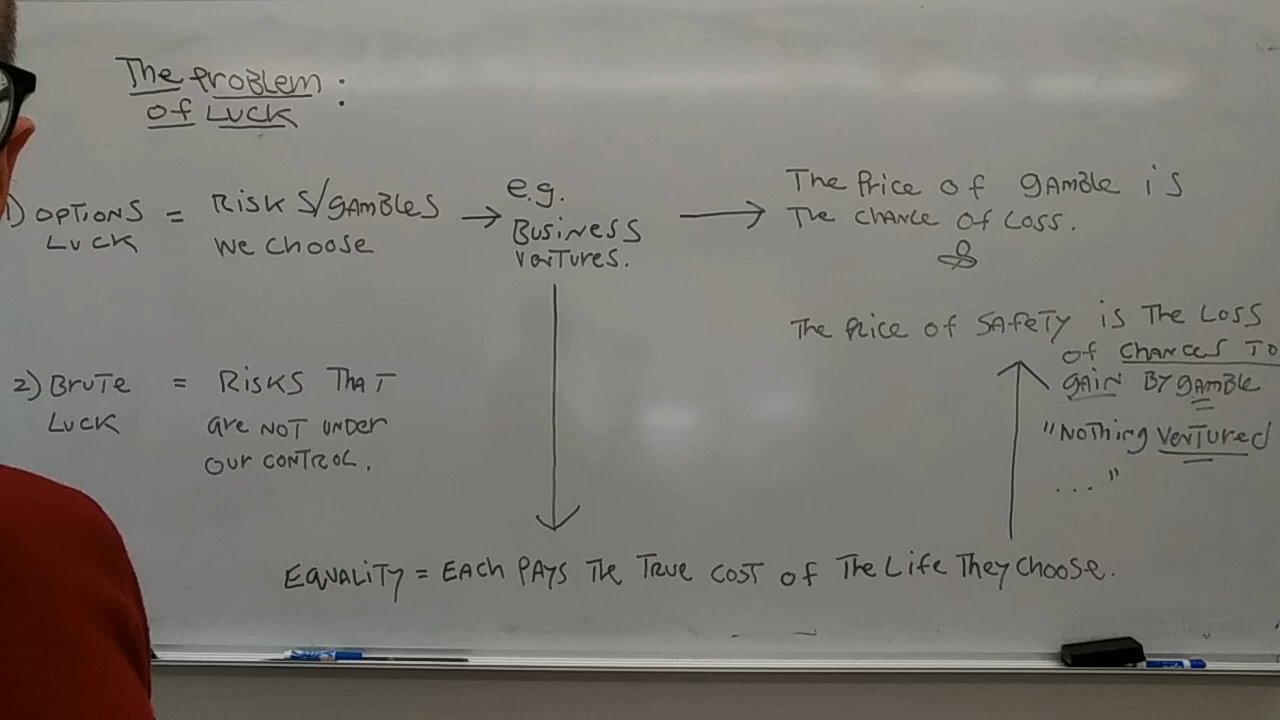 The Problem :
of Luck
1) Options Luck = Risks/gambles we choose → e.g. Business ventures. → The Price of gamble is
The chance of Loss.
&
The Price of Safety is The Loss
of chances To
gain By gamble
"Nothing ventured
..."
2) Brute Luck = Risks That
are not under
our control.
Equality = Each pays the True cost of The Life They choose.